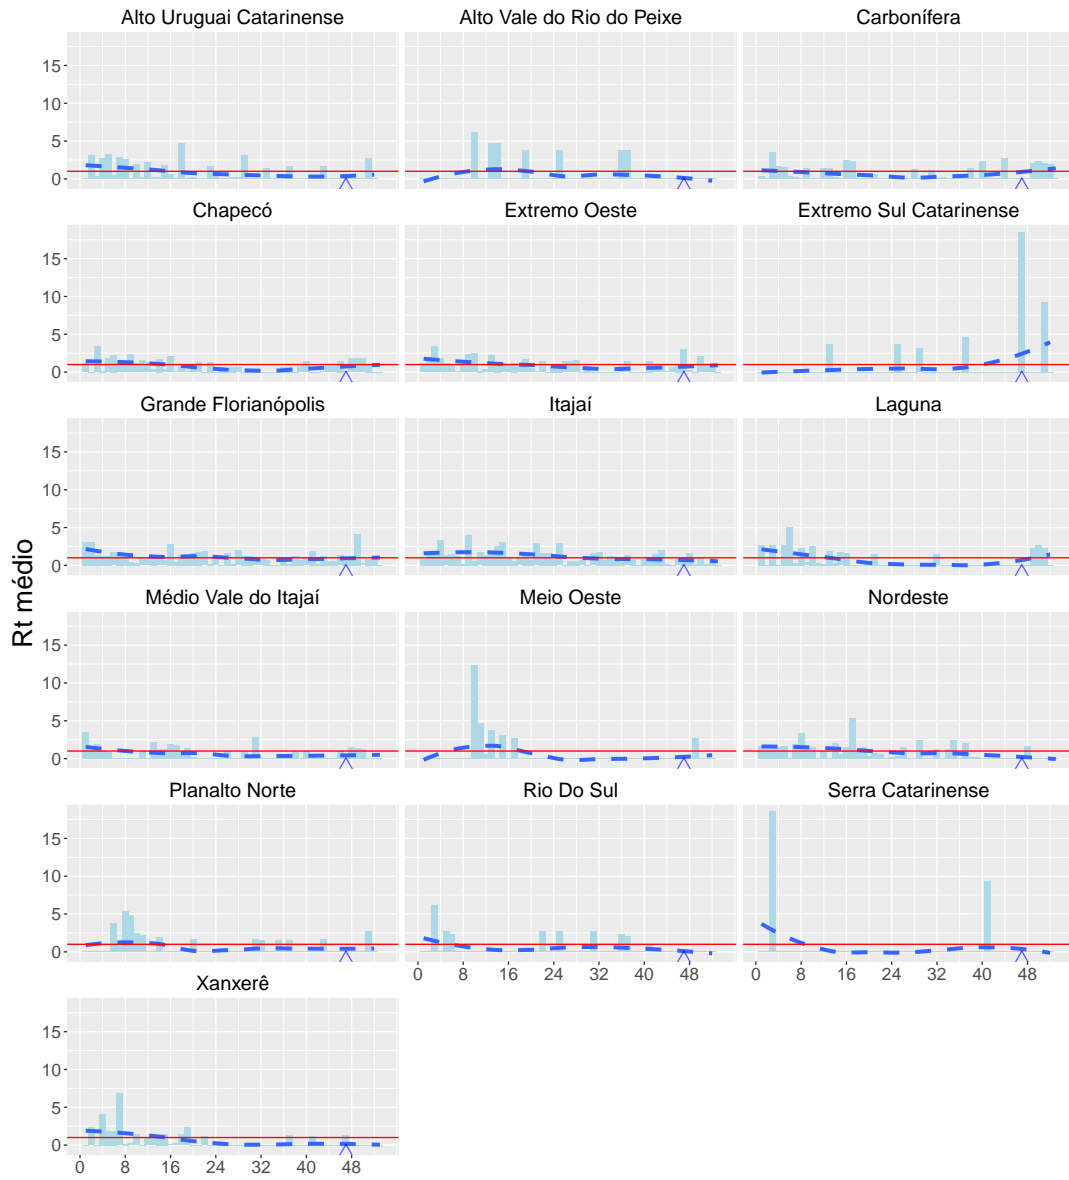 Alto Uruguai Catarinense Alto Vale do Rio do Peixe Carbonífera
15
10
5
0
Chapecó Extremo Oeste Extremo Sul Catarinense
15
10
5
0
Grande Florianópolis Itajaí Laguna
15
10
5
0
Rt médio
Médio Vale do Itajaí Meio Oeste Nordeste
15
10
5
0
Planalto Norte Rio Do Sul Serra Catarinense
15
10
5
0
0 8 16 24 32 40 48 0 8 16 24 32 40 48
Xanxerê
15
10
5
0
0 8 16 24 32 40 48